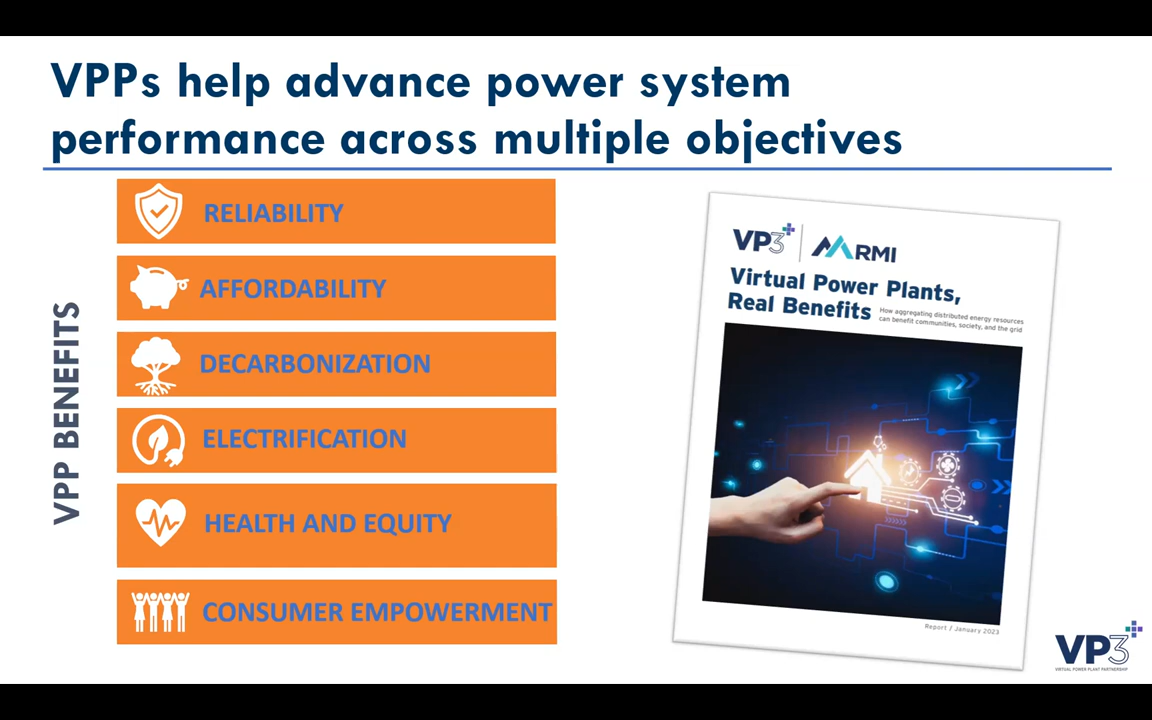 VPPs help advance power system
performance across multiple objectives
VPP BENEFITS
RELIABILITY
AFFORDABILITY
DECARBONIZATION
ELECTRIFICATION
HEALTH AND EQUITY
CONSUMER EMPOWERMENT
VP3 RMI
Virtual Power Plants,
Real Benefits
How aggregating distributed energy resources
can benefit communities, society, and the grid
Report / January 2023
VP3
VIRTUAL POWER PLANT PARTNERSHIP